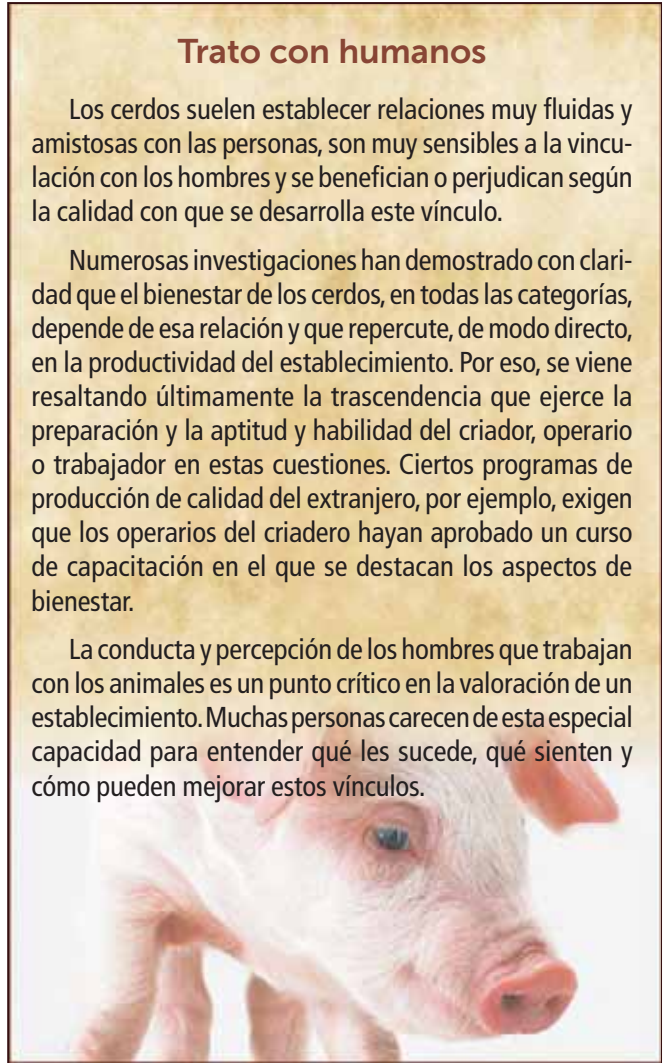 Trato con humanos
Los cerdos suelen establecer relaciones muy fluidas y
amistosas con las personas, son muy sensibles a la vincu-
lación con los hombres y se benefician o perjudican según
la calidad con que se desarrolla este vínculo.
Numerosas investigaciones han demostrado con clari-
dad que el bienestar de los cerdos, en todas las categorías,
depende de esa relación y que repercute, de modo directo,
en la productividad del establecimiento. Por eso, se viene
resaltando últimamente la trascendencia que ejerce la
preparación y la aptitud y habilidad del criador, operario
o trabajador en estas cuestiones. Ciertos programas de
producción de calidad del extranjero, por ejemplo, exigen
que los operarios del criadero hayan aprobado un curso
de capacitación en el que se destacan los aspectos de
bienestar.
La conducta y percepción de los hombres que trabajan
con los animales es un punto crítico en la valoración de un
establecimiento. Muchas personas carecen de esta especial
capacidad para entender qué les sucede, qué sienten y
cómo pueden mejorar estos vínculos.